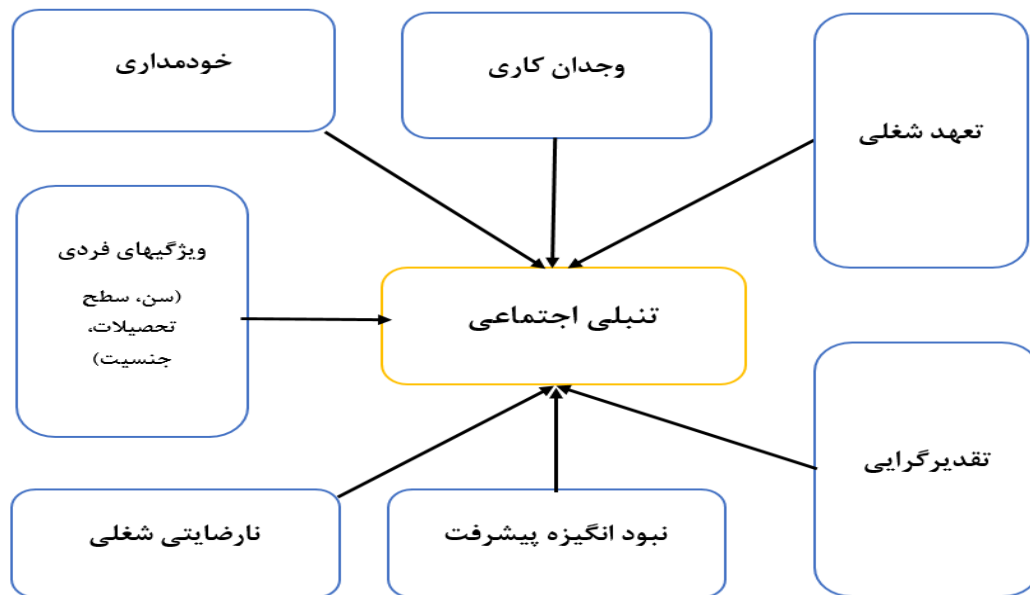 وجدان کاری
خودمداری
تعهد شغلی
ویژگیهای فردی
(سن، سطح
تحصیلات،
جنسیت)
تنبلی اجتماعی
تقدیرگرایی
نبود انگیزه پیشرفت
نارضایتی شغلی